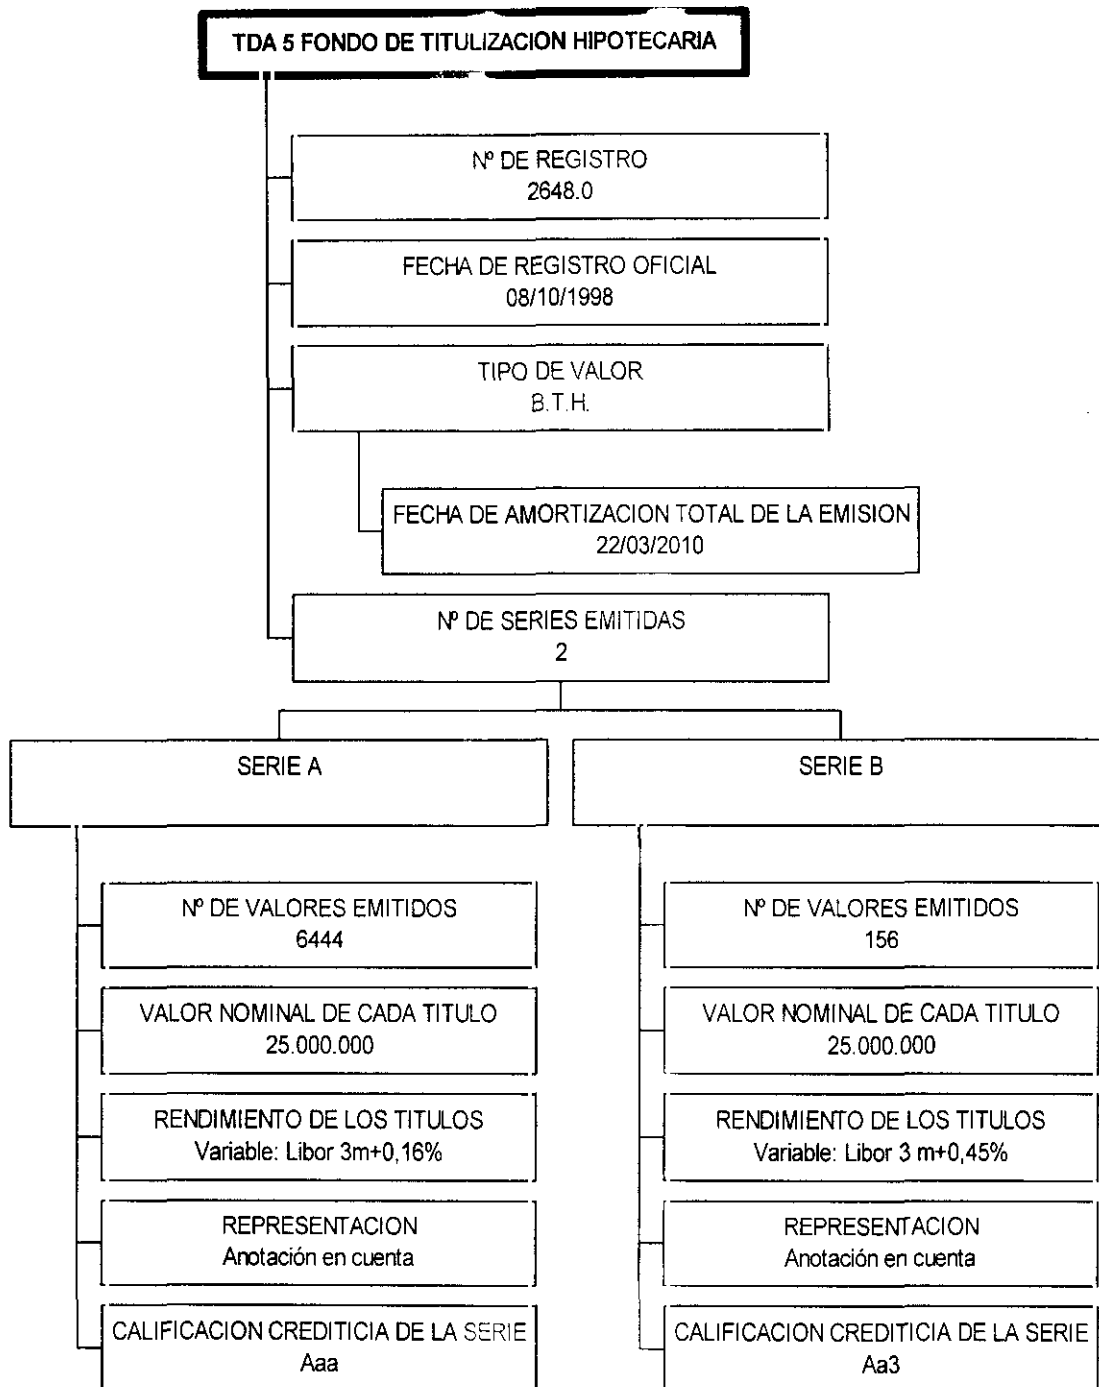 TDA 5 FONDO DE TITULIZACION HIPOTECARIA
Nº DE REGISTRO
2648.0
FECHA DE REGISTRO OFICIAL
08/10/1998
TIPO DE VALOR
B.T.H.
FECHA DE AMORTIZACION TOTAL DE LA EMISION
22/03/2010
Nº DE SERIES EMITIDAS
2
SERIE A
Nº DE VALORES EMITIDOS
6444
VALOR NOMINAL DE CADA TITULO
25.000.000
RENDIMIENTO DE LOS TITULOS
Variable: Libor 3m+0,16%
REPRESENTACION
Anotación en cuenta
CALIFICACION CREDITICIA DE LA SERIE
Aaa
SERIE B
Nº DE VALORES EMITIDOS
156
VALOR NOMINAL DE CADA TITULO
25.000.000
RENDIMIENTO DE LOS TITULOS
Variable: Libor 3 m+0,45%
REPRESENTACION
Anotación en cuenta
CALIFICACION CREDITICIA DE LA SERIE
Aa3